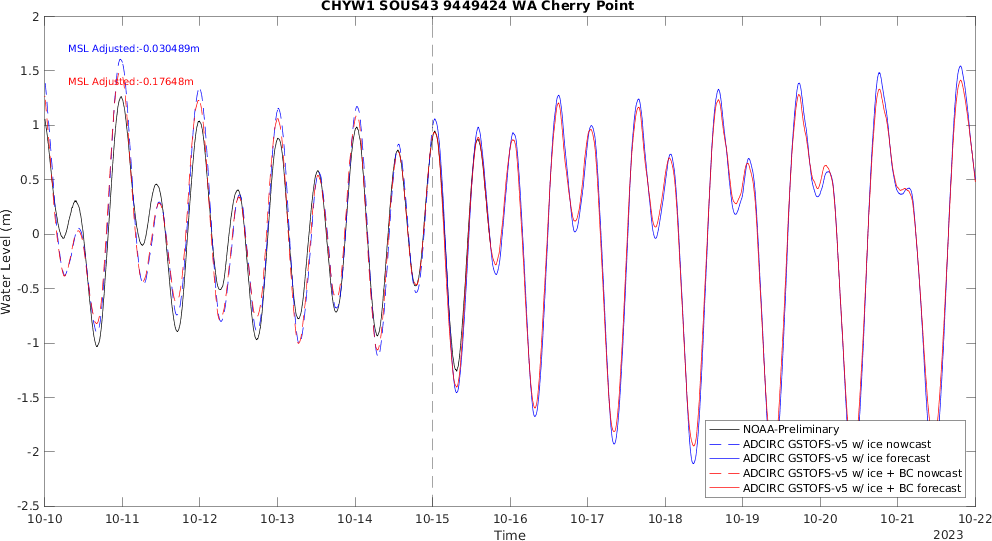 CHYW1 SOUS43 9449424 WA Cherry Point
MSL Adjusted:-0.030489m
MSL Adjusted:-0.17648m
Water Level (m)
2
1.5
1
0.5
0
-0.5
-1
-1.5
-2
-2.5
NOAA-Preliminary
ADCIRC GSTOFS-v5 w/ ice nowcast
ADCIRC GSTOFS-v5 w/ ice forecast
ADCIRC GSTOFS-v5 w/ ice + BC nowcast
ADCIRC GSTOFS-v5 w/ ice + BC forecast
10-10 10-11 10-12 10-13 10-14 10-15 10-16 10-17 10-18 10-19 10-20 10-21 10-22
Time
2023